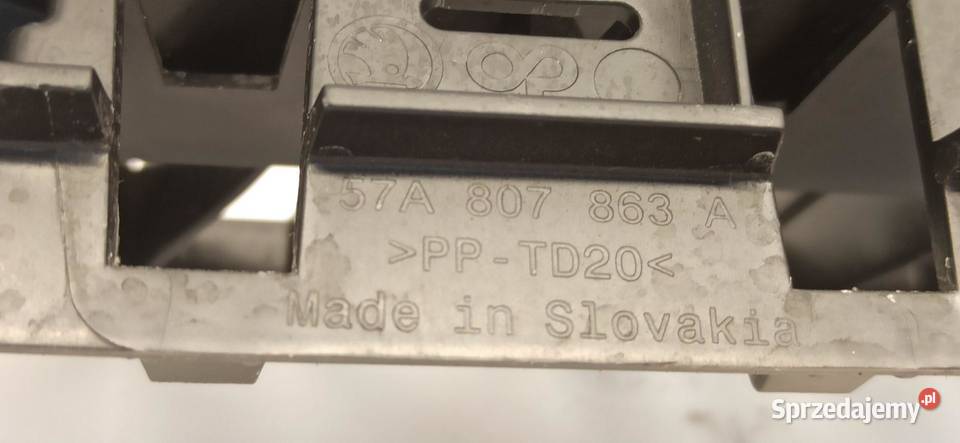 57A 807 863 A
>PP-TD20<
Made in Slovakia
Sprzedajemy.pl